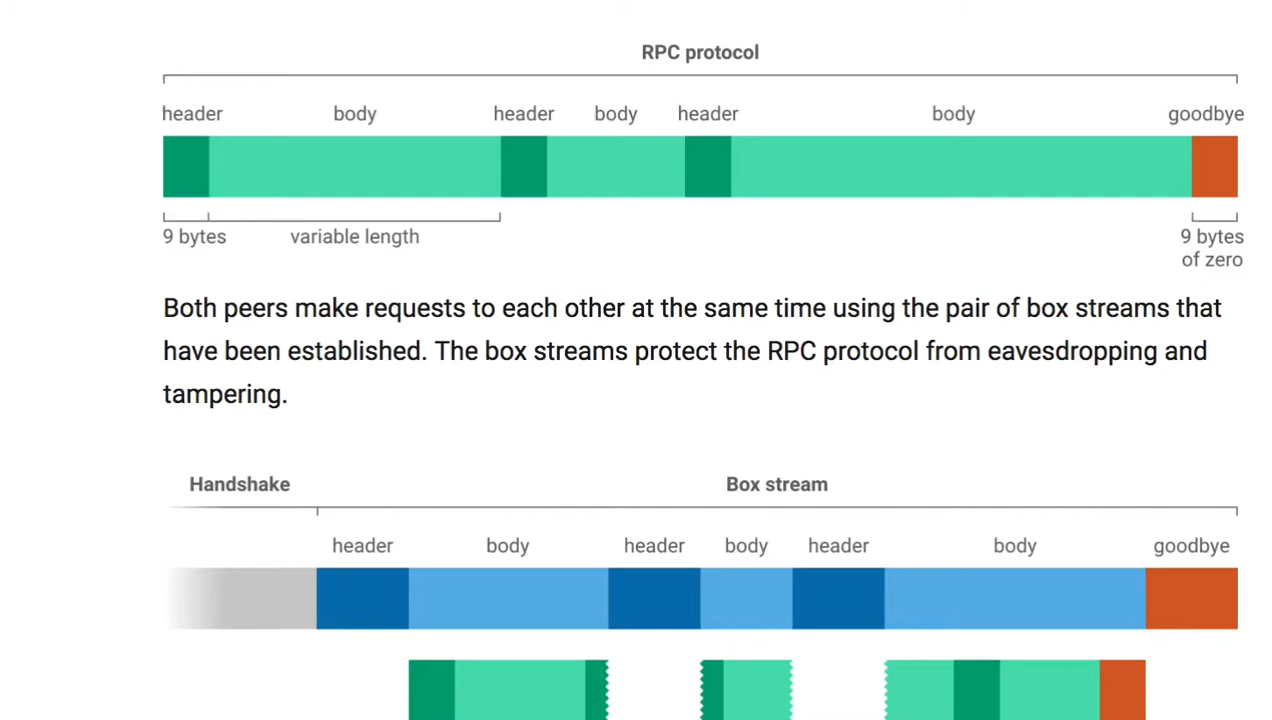 RPC protocol
header body header body header body goodbye
9 bytes variable length 9 bytes
of zero
Both peers make requests to each other at the same time using the pair of box streams that
have been established. The box streams protect the RPC protocol from eavesdropping and
tampering.
Handshake Box stream
header body header body header body goodbye